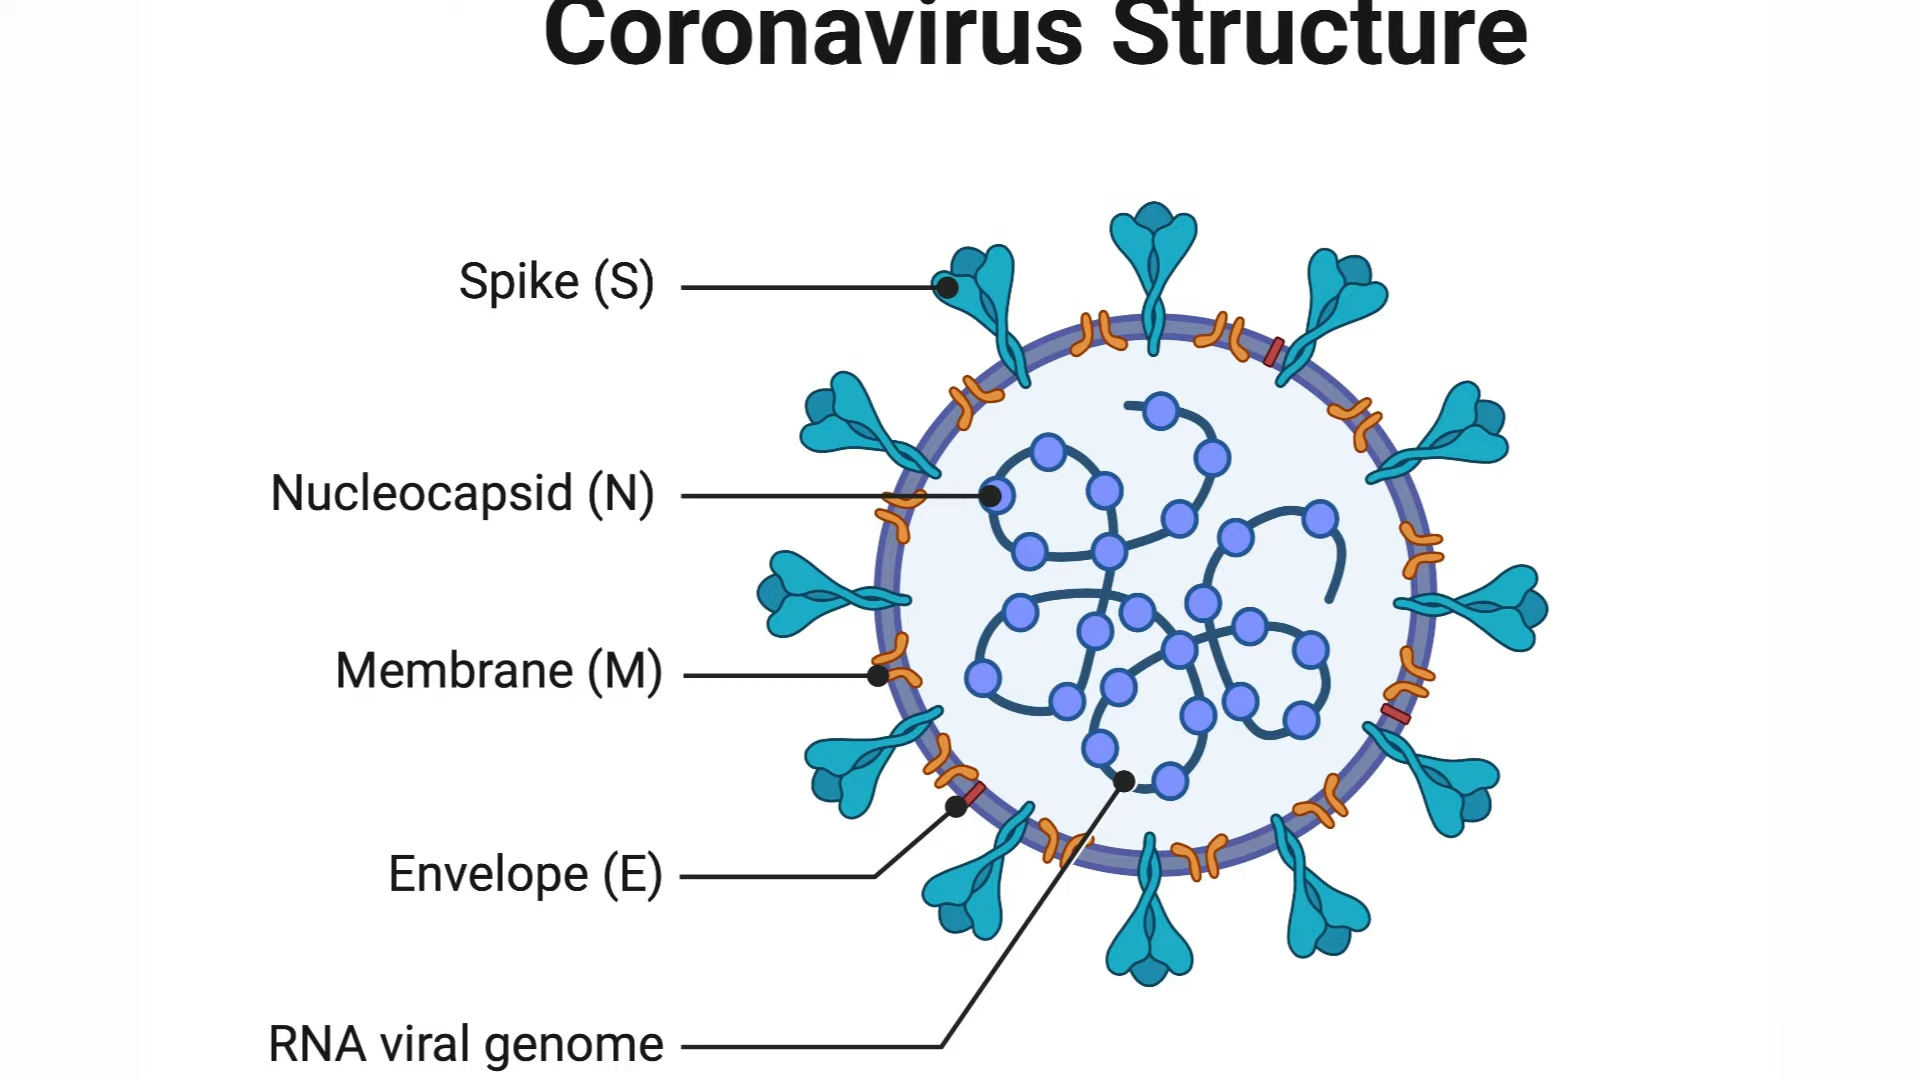 Coronavirus Structure
Spike (S)
Nucleocapsid (N)
Membrane (M)
Envelope (E)
RNA viral genome